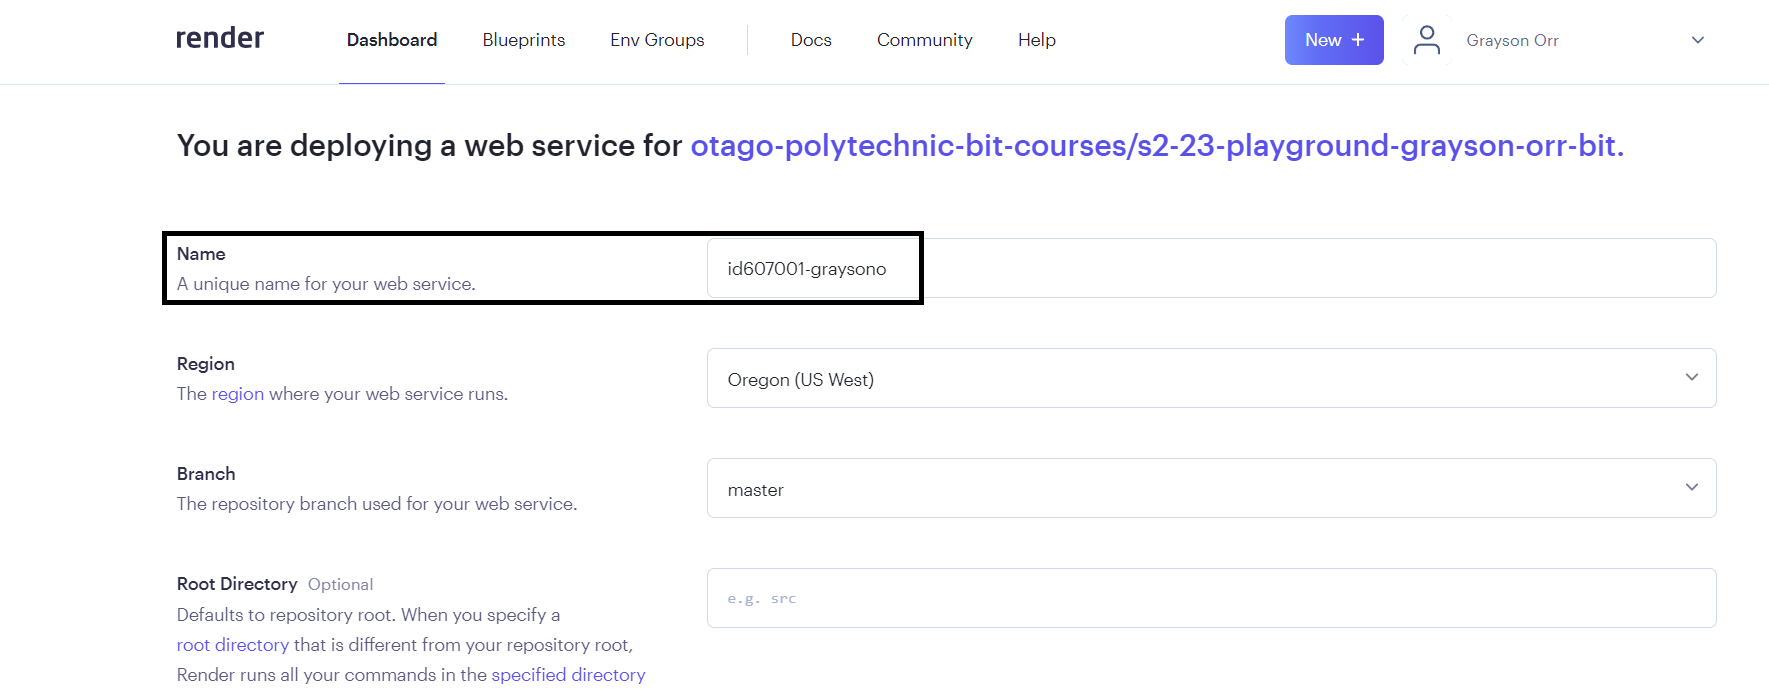 render Dashboard Blueprints Env Groups Docs Community Help New + Grayson Orr
You are deploying a web service for otago-polytechnic-bit-courses/s2-23-playground-grayson-orr-bit.
Name
A unique name for your web service.
id607001-graysono
Region
The region where your web service runs.
Oregon (US West)
Branch
The repository branch used for your web service.
master
Root Directory Optional
Defaults to repository root. When you specify a
root directory that is different from your repository root,
Render runs all your commands in the specified directory
e.g. src